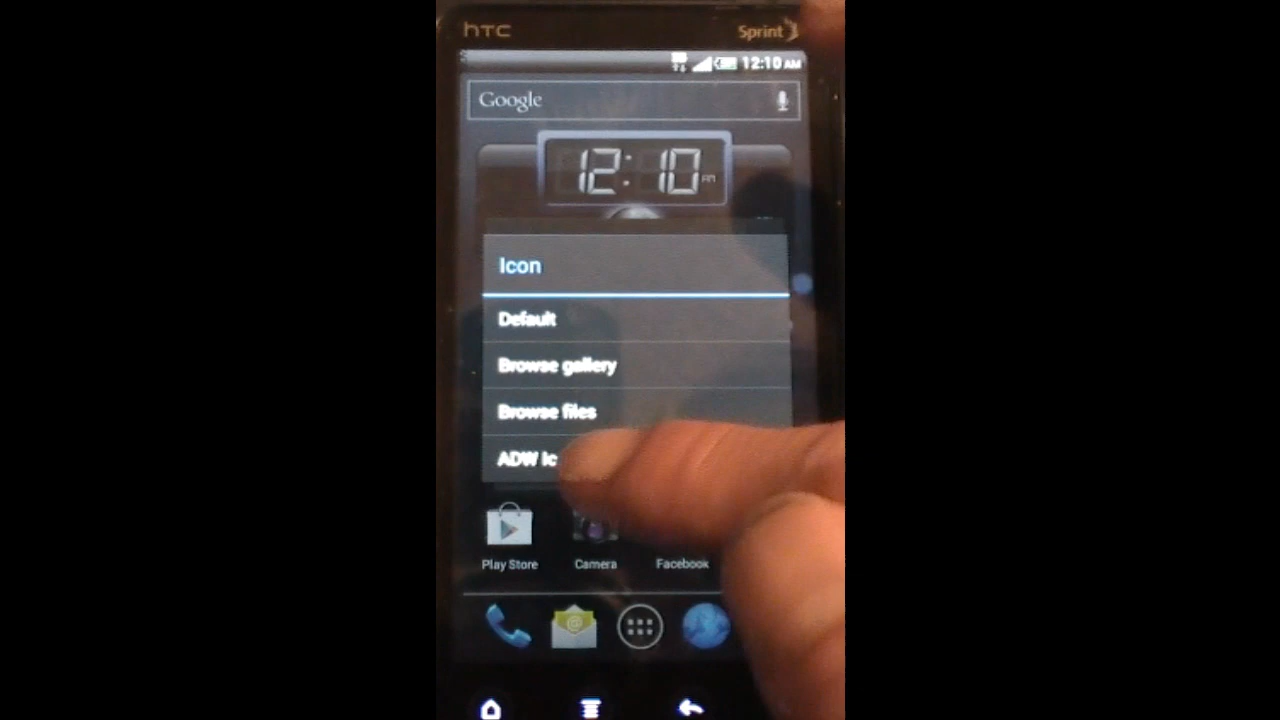 hTC Sprint
12:10 AM
Google
12:10 AM
Icon
Default
Browse gallery
Browse files
ADW Ic
Play Store Camera Facebook
@